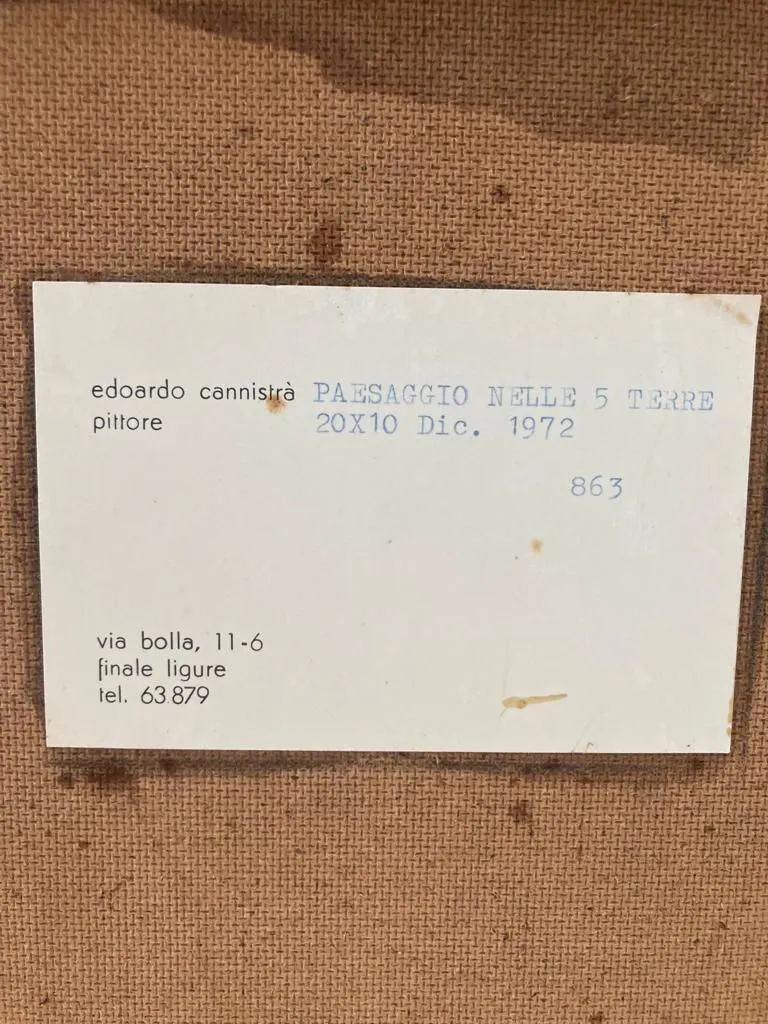 edoardo cannistrà PAESAGGIO NELLE 5 TERRE
pittore 20X10 Dic. 1972
863
via bolla, 11-6
finale ligure
tel. 63.879